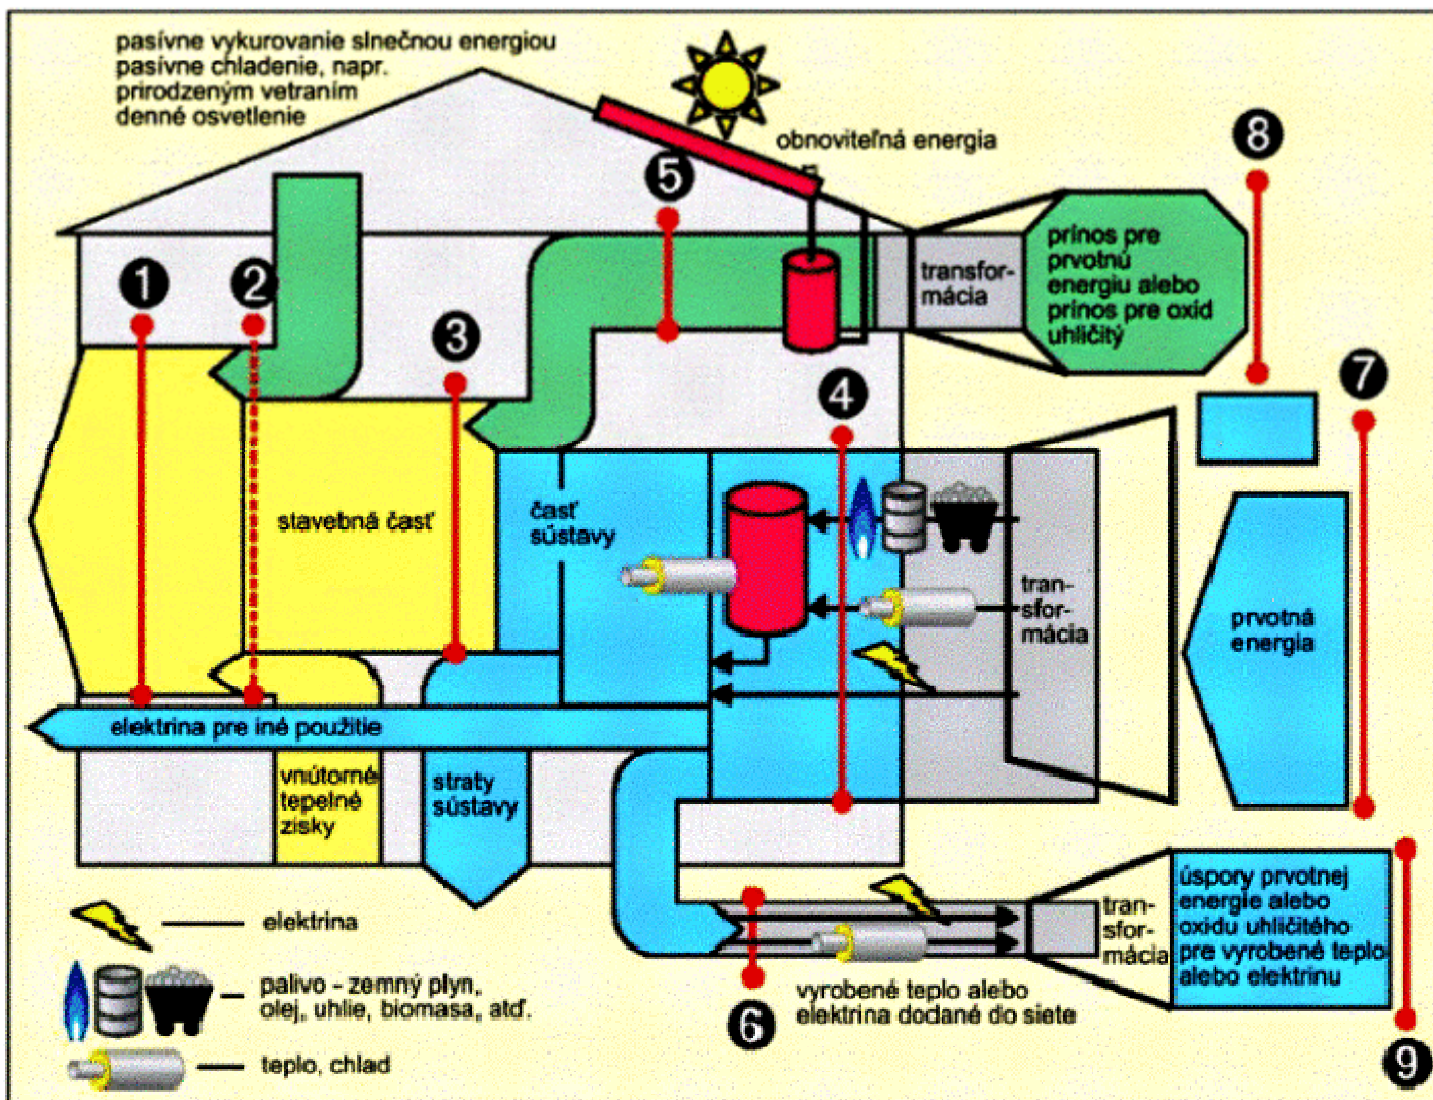 pasívne vykurovanie slnečnou energiou
pasívne chladenie, napr.
prirodzeným vetraním
denné osvetlenie
obnoviteľná energia
8
5
prínos pre
prvotnú
energiu alebo
prínos pre oxid
uhličitý
transfor-
mácia
1
2
3
4
7
stavebná časť
časť
sústavy
tran-
sfor-
mácia
prvotná
energia
elektrina pre iné použitie
vnútorné
tepelné
zisky
straty
sústavy
úspory prvotnej
energie alebo
oxidu uhličitého
pre vyrobené teplo
alebo elektrinu
tran-
sfor-
mácia
elektrina
palivo - zemný plyn,
olej, uhlie, biomasa, atď.
teplo, chlad
6
vyrobené teplo alebo
elektrina dodané do siete
9